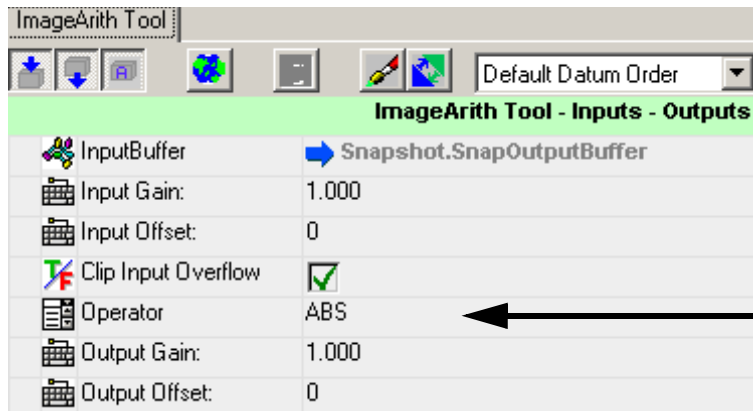 ImageArith Tool
A Default Datum Order
ImageArith Tool - Inputs - Outputs
InputBuffer Snapshot.SnapOutputBuffer
Input Gain: 1.000
Input Offset: 0
T/F Clip Input Overflow
Operator ABS
Output Gain: 1.000
Output Offset: 0